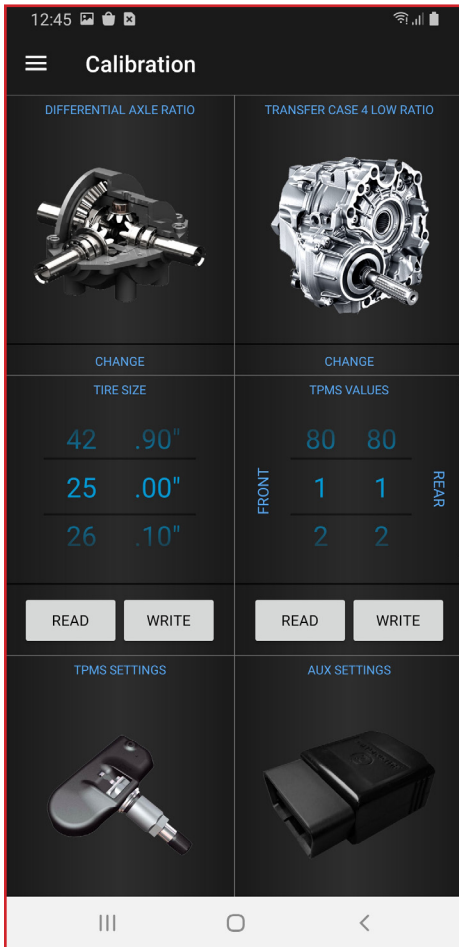 12:45
Calibration
DIFFERENTIAL AXLE RATIO
TRANSFER CASE 4 LOW RATIO
CHANGE
CHANGE
TIRE SIZE
TPMS VALUES
42 .90"
25 .00"
26 .10"
FRONT
80 80
1 1
2 2
REAR
READ
WRITE
READ
WRITE
TPMS SETTINGS
AUX SETTINGS